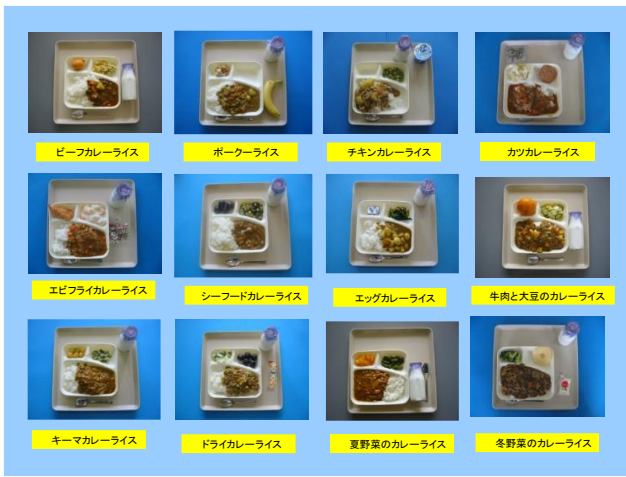 ビーフカレーライス
ポークーライス
チキンカレーライス
カツカレーライス
エビフライカレーライス
シーフードカレーライス
エッグカレーライス
牛肉と大豆のカレーライス
キーマカレーライス
ドライカレーライス
夏野菜のカレーライス
冬野菜のカレーライス